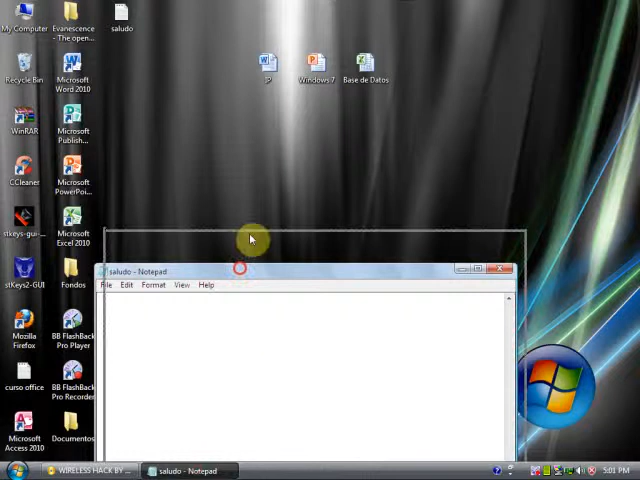 My Computer
Evanescence
- The open...
saludo
Recycle Bin
Microsoft
Word 2010
IP
Windows 7
Base de Datos
WinRAR
Microsoft
Publish...
CCleaner
Microsoft
PowerPoi...
stkeys-gui-...
Microsoft
Excel 2010
stKeys2-GUI
Fondos
saludo - Notepad
File Edit Format View Help
Mozilla
Firefox
BB FlashBack
Pro Player
curso office
BB FlashBack
Pro Recorder
Microsoft
Access 2010
Documentos
WIRELESS HACK BY ...
saludo - Notepad
5:01 PM